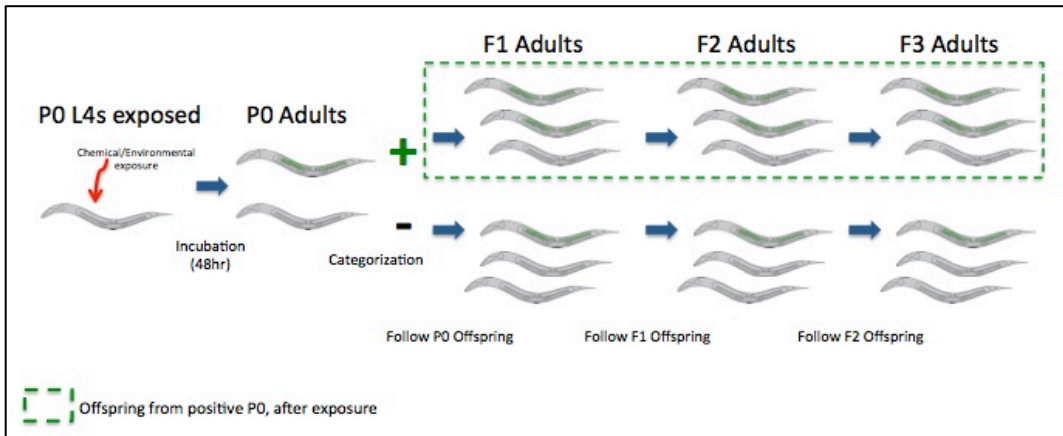 F1 Adults
F2 Adults
F3 Adults
P0 L4s exposed
P0 Adults
Chemical/Environmental
exposure
+
-
Incubation
(48hr)
Categorization
Follow P0 Offspring
Follow F1 Offspring
Follow F2 Offspring
Offspring from positive P0, after exposure